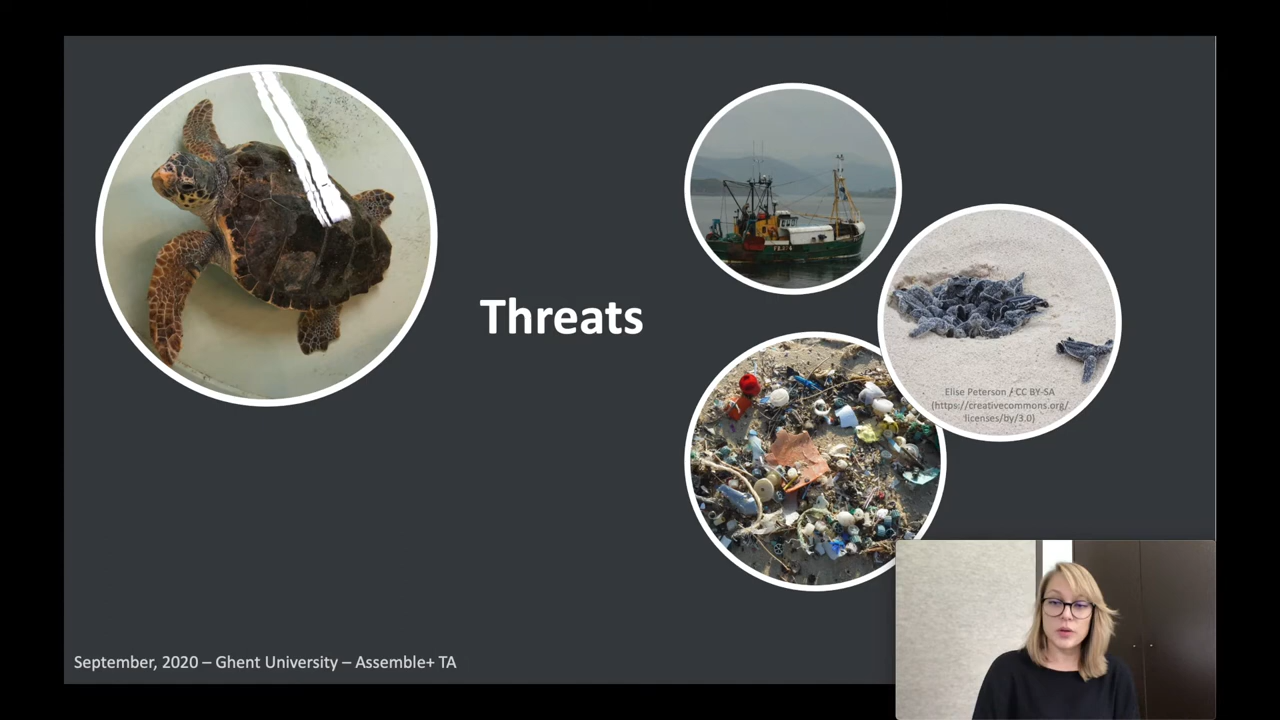 Threats
Elise Peterson / CC BY-SA
(https://creativecommons.org/
licenses/by/3.0)
September, 2020 – Ghent University – Assemble+ TA